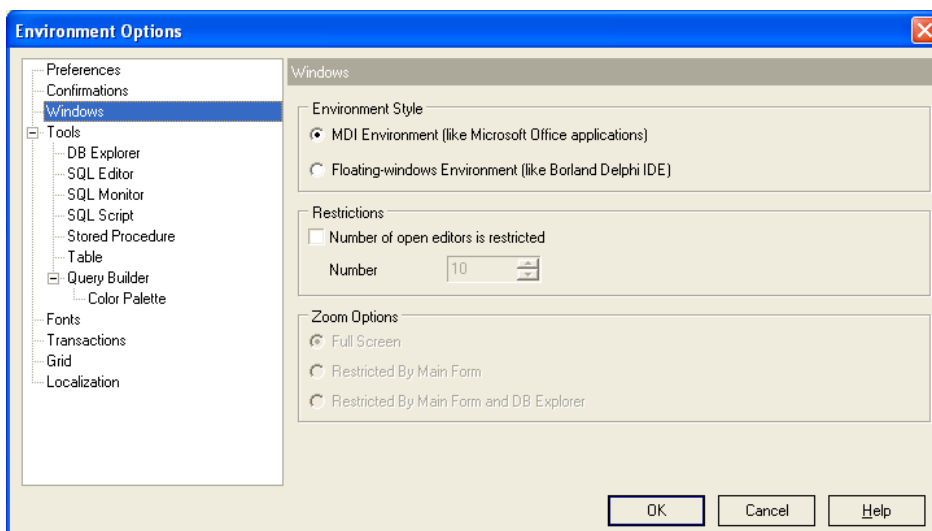 Environment Options
Preferences
Confirmations
Windows
Tools
DB Explorer
SQL Editor
SQL Monitor
SQL Script
Stored Procedure
Table
Query Builder
Color Palette
Fonts
Transactions
Grid
Localization
Windows
Environment Style
MDI Environment (like Microsoft Office applications)
Floating-windows Environment (like Borland Delphi IDE)
Restrictions
Number of open editors is restricted
Number 10
Zoom Options
Full Screen
Restricted By Main Form
Restricted By Main Form and DB Explorer
OK Cancel Help